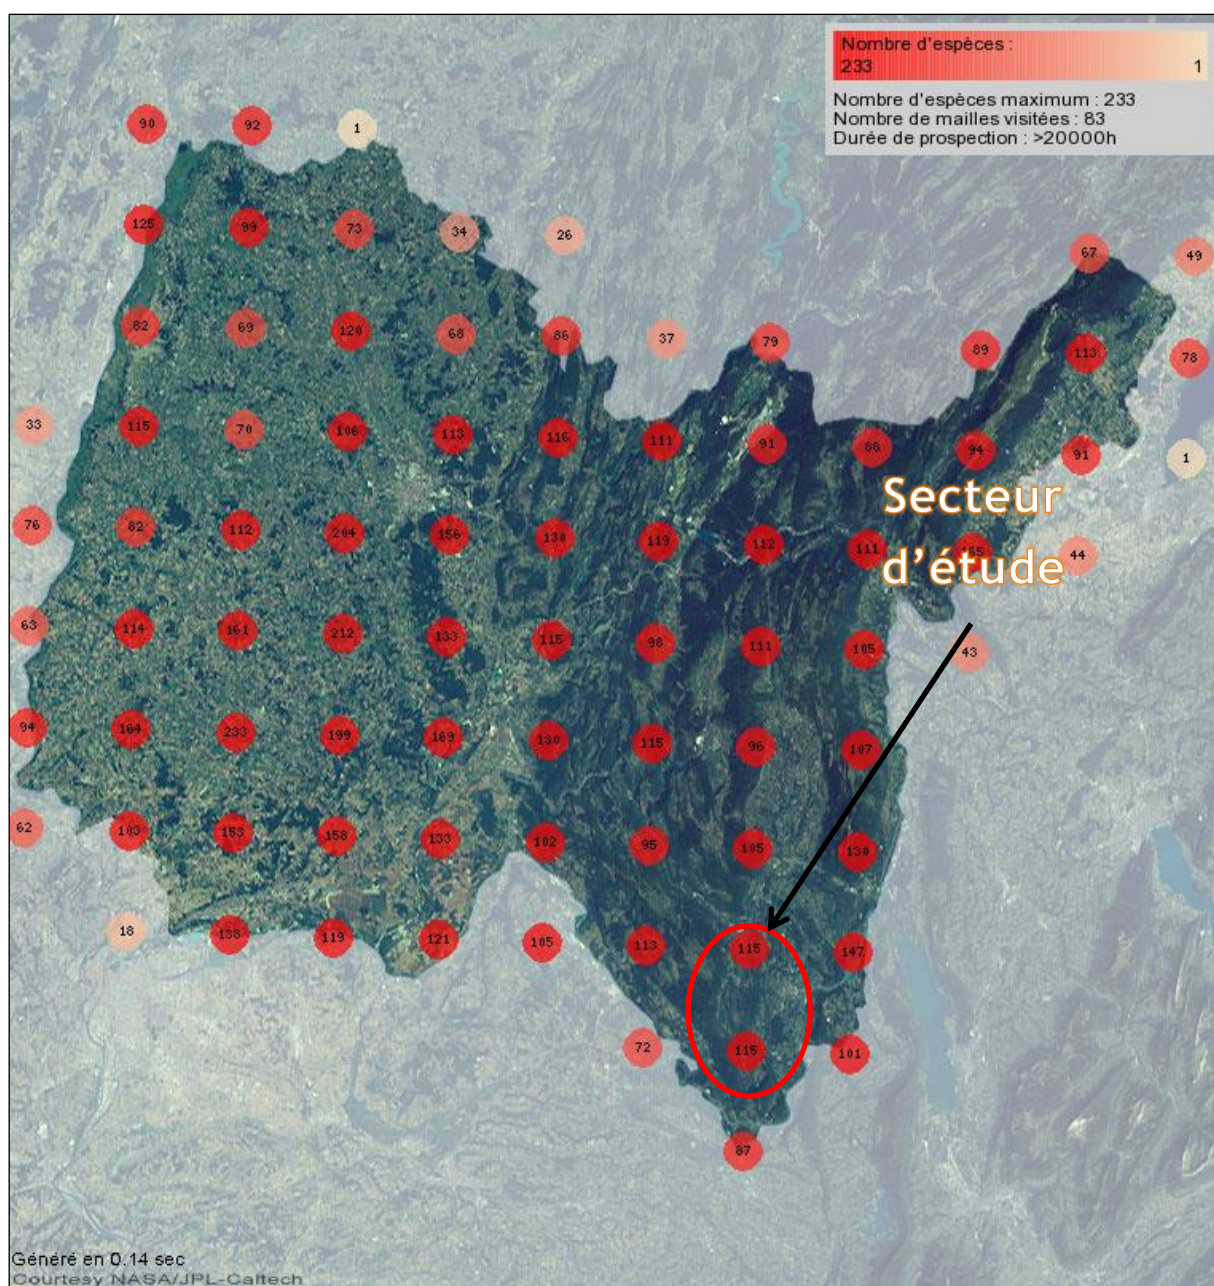 Nombre d'espèces :
233 1
Nombre d'espèces maximum : 233
Nombre de mailles visitées : 83
Durée de prospection : >20000h
90 92 1
125 99 73 34 26 67 49
82 69 120 68 86 37 79 89 113 78
33 115 70 106 113 116 111 91 88 94 91 1
Secteur
76 82 112 204 156 130 119 112 111 165 44
d'étude
63 114 161 212 133 115 98 111 105 43
94 164 233 199 169 130 115 96 107
62 103 153 158 133 102 95 105 130
18 138 119 121 105 113 115 147
72 115 101
87
Généré en 0.14 sec
Courtesy NASA/JPL-Caltech